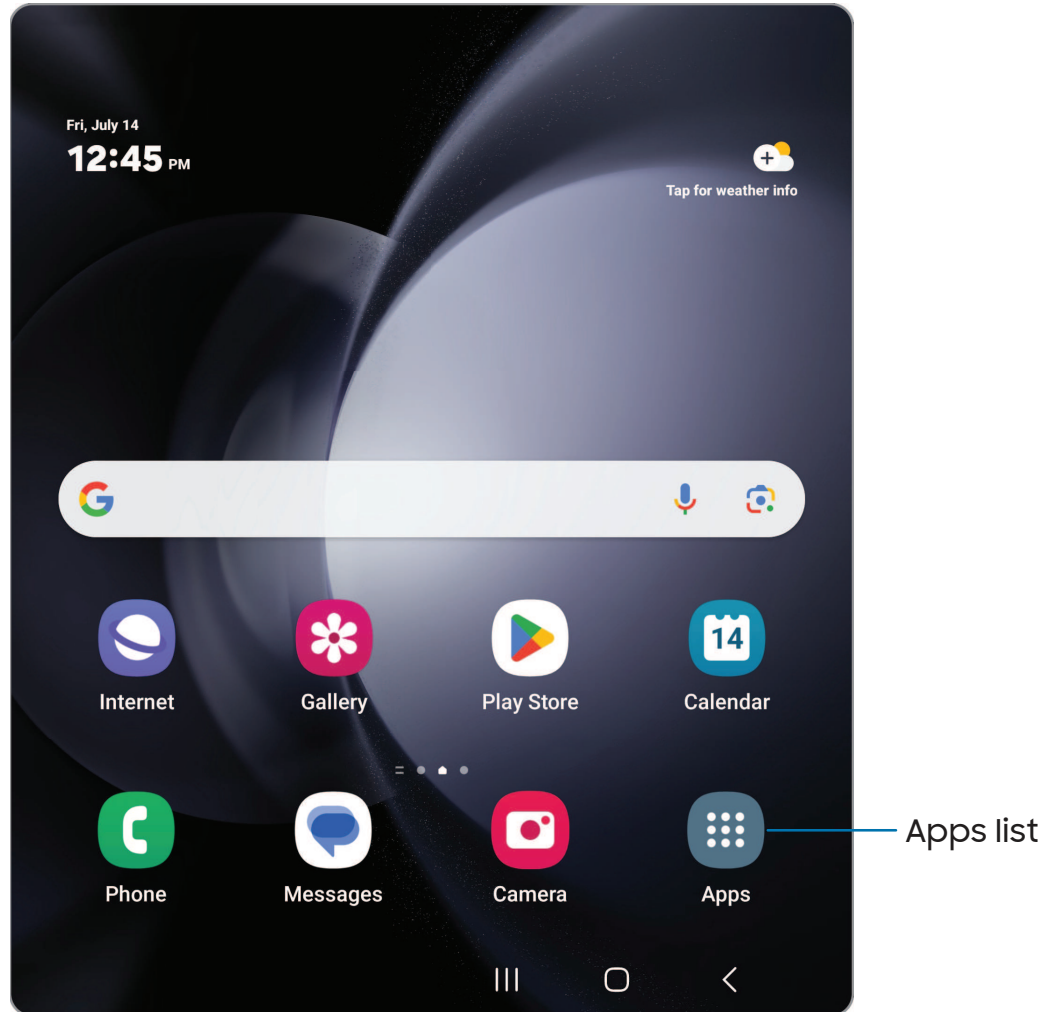 Fri, July 14
12:45 PM
Tap for weather info
G
14
Internet
Gallery
Play Store
Calendar
Phone
Messages
Camera
Apps
Apps list